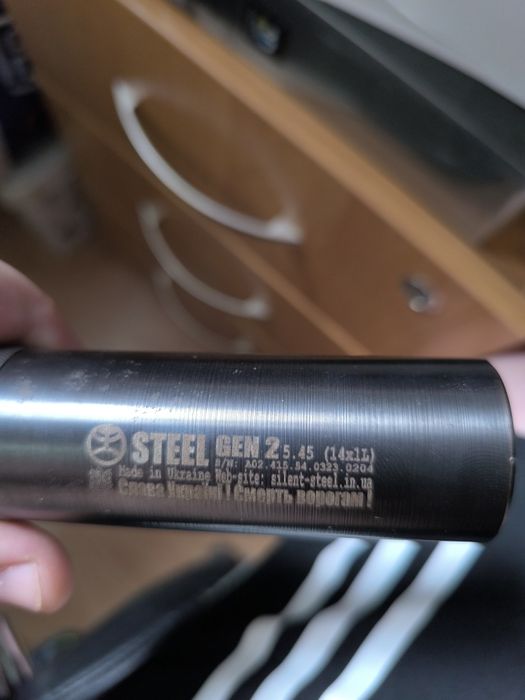 STEEL GEN 2 5.45 (14x1L)
S/N: A02.415.54.0323.0204
Made in Ukraine Web-site: silent-steel.in.ua
Слава Україні! Смерть ворогам!